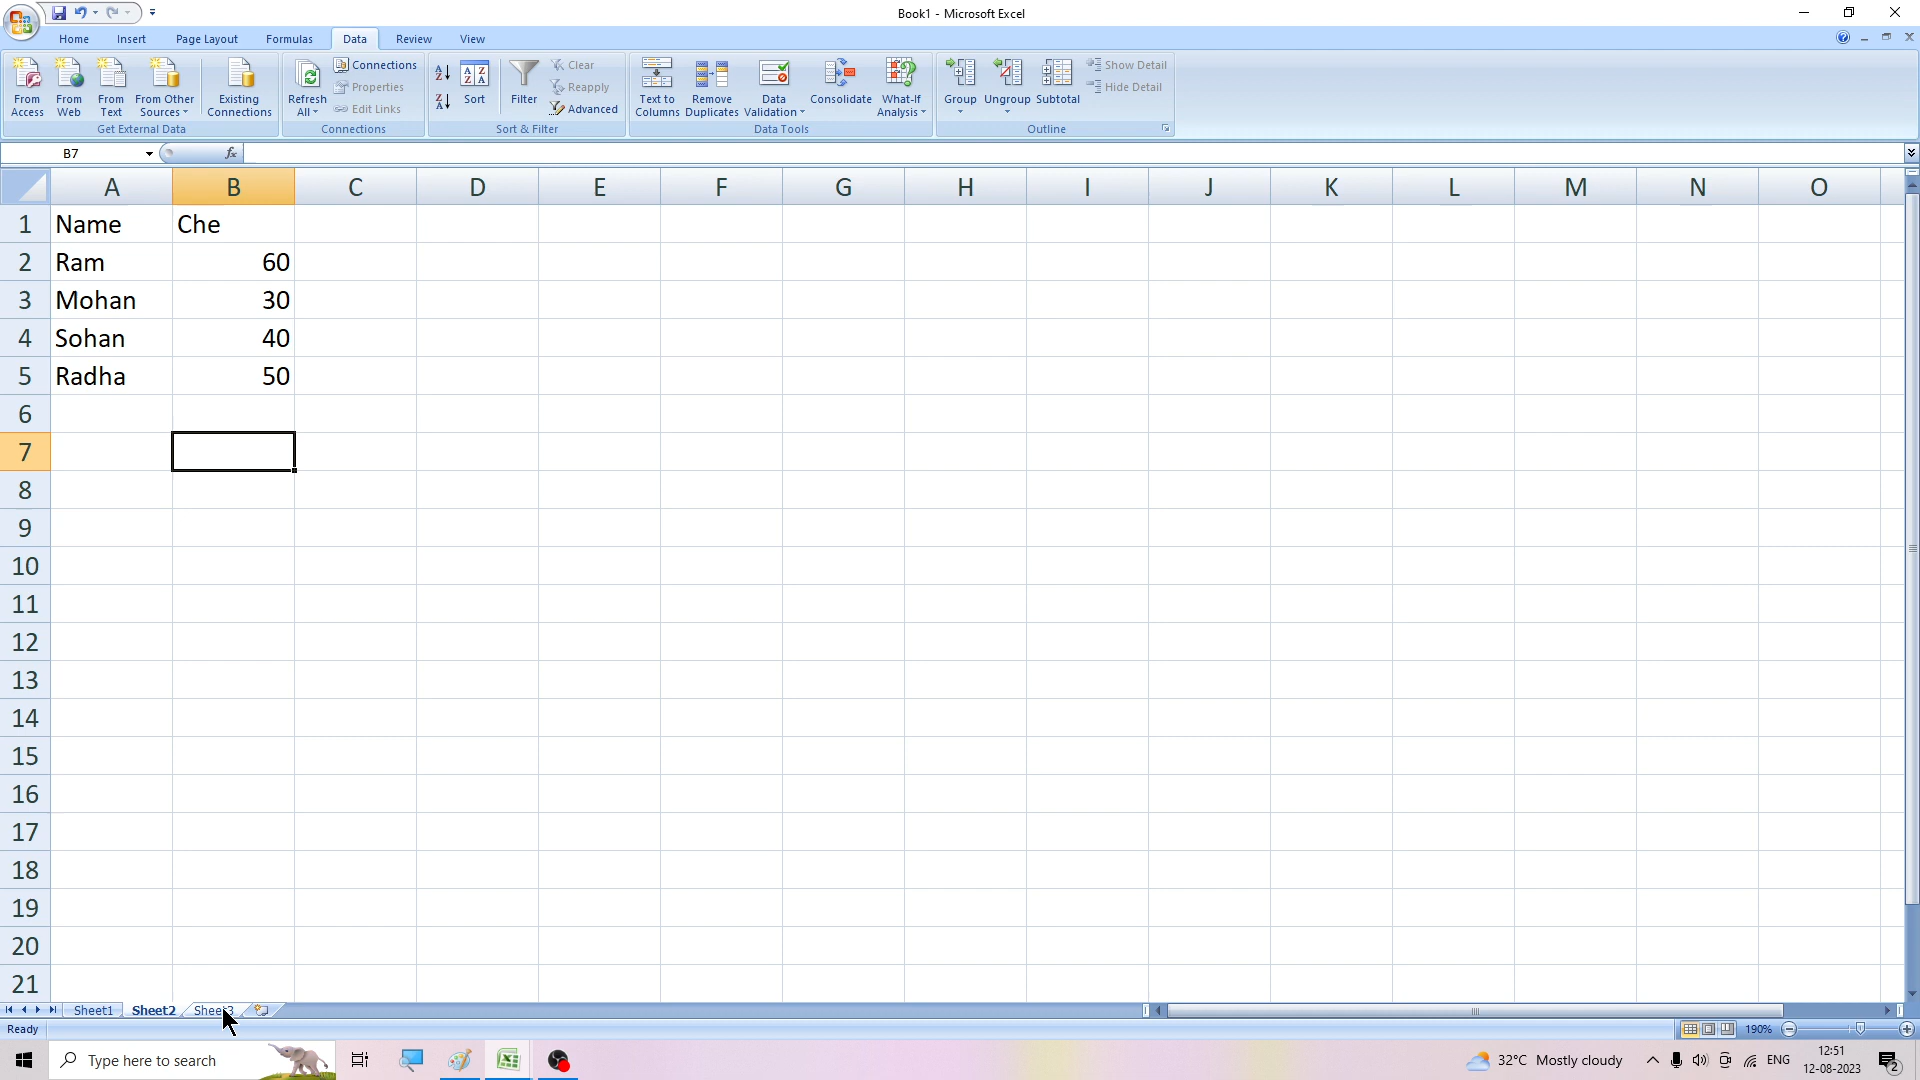 Book1 - Microsoft Excel
Home Insert Page Layout Formulas Data Review View
From Access
From Web
From Text
From Other Sources
Existing Connections
Get External Data
Refresh All
Connections
Properties
Edit Links
Connections
Sort
Filter
Clear
Reapply
Advanced
Sort & Filter
Text to Columns
Remove Duplicates
Data Validation
Consolidate
What-If Analysis
Data Tools
Group
Ungroup
Subtotal
Show Detail
Hide Detail
Outline
B7 fx
A B C D E F G H I J K L M N O
1 Name Che
2 Ram 60
3 Mohan 30
4 Sohan 40
5 Radha 50
6
7
8
9
10
11
12
13
14
15
16
17
18
19
20
21
Sheet1 Sheet2 Sheet3
Ready 190%
Type here to search
32°C Mostly cloudy ENG
12:51
12-08-2023
2